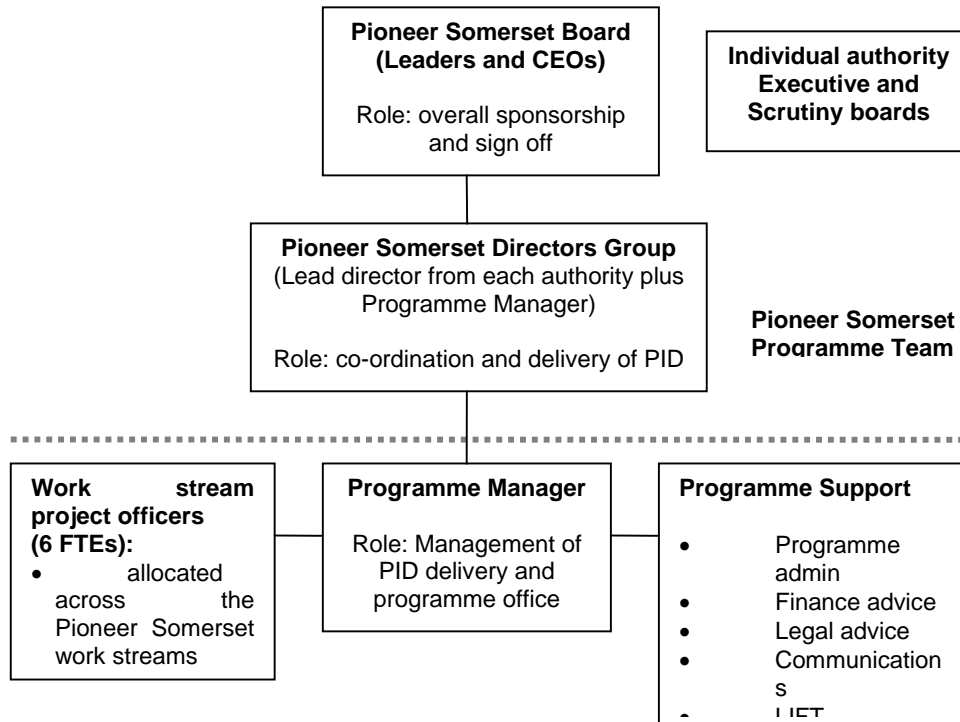 Pioneer Somerset Board
(Leaders and CEOs)
Role: overall sponsorship
and sign off
Individual authority
Executive and
Scrutiny boards
Pioneer Somerset Directors Group
(Lead director from each authority plus
Programme Manager)
Role: co-ordination and delivery of PID
Pioneer Somerset
Programme Team
Work stream
project officers
(6 FTEs):
• allocated
across the
Pioneer Somerset
work streams
Programme Manager
Role: Management of
PID delivery and
programme office
Programme Support
• Programme
admin
• Finance advice
• Legal advice
• Communication
s
•